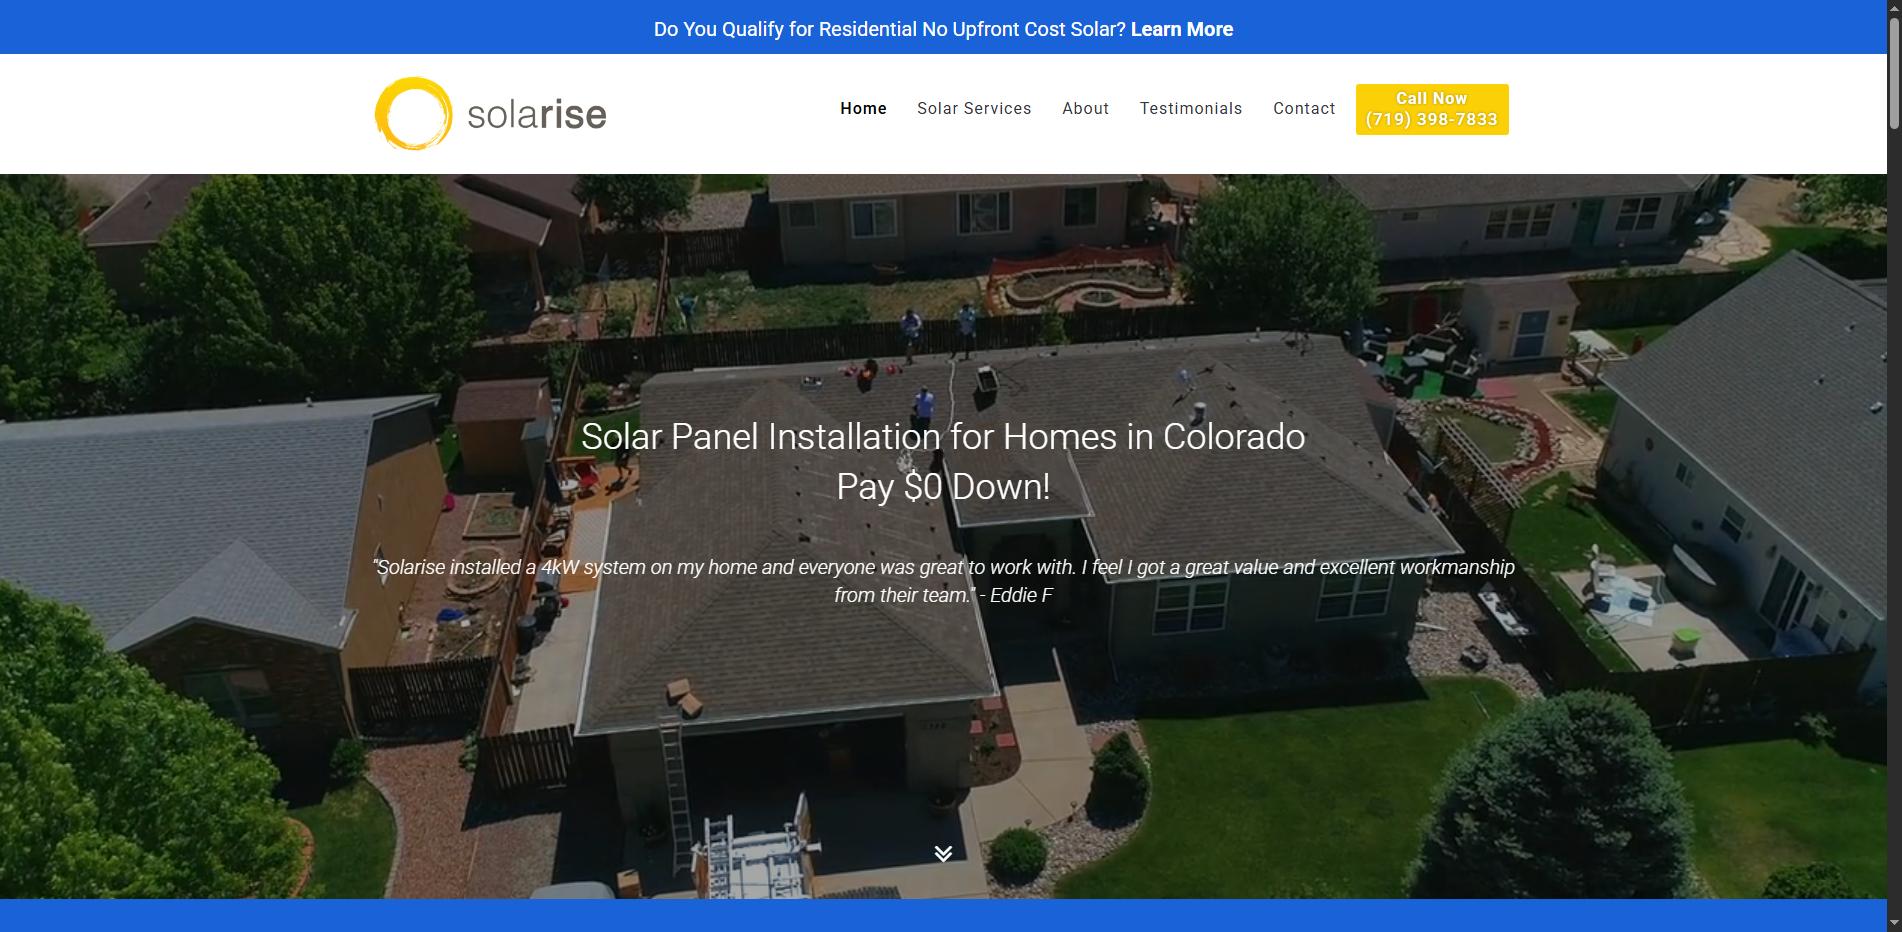 Do You Qualify for Residential No Upfront Cost Solar? Learn More
solarise
Home
Solar Services
About
Testimonials
Contact
Call Now
(719) 398-7833
Solar Panel Installation for Homes in Colorado
Pay $0 Down!
"Solarise installed a 4kW system on my home and everyone was great to work with. I feel I got a great value and excellent workmanship
from their team." - Eddie F